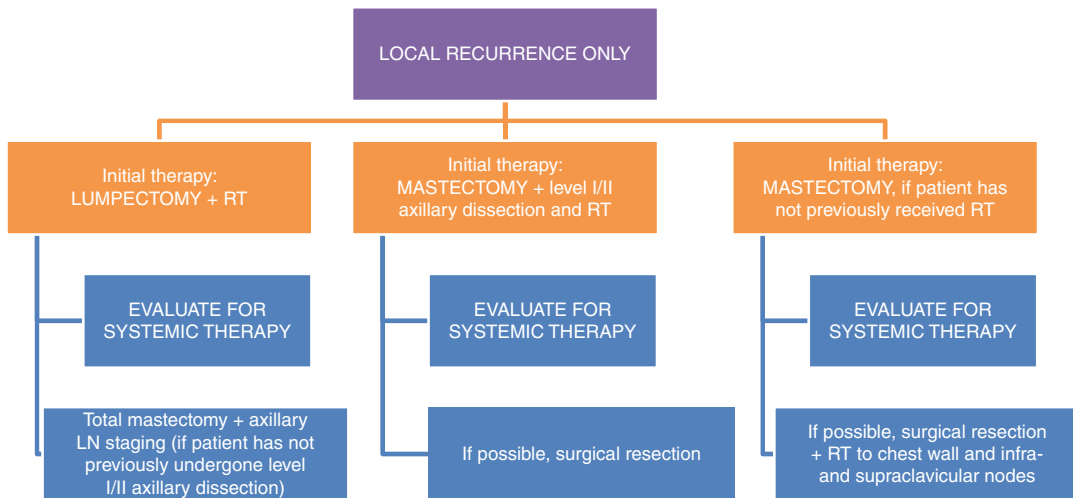 LOCAL RECURRENCE ONLY
Initial therapy:
LUMPECTOMY + RT
Initial therapy:
MASTECTOMY + level I/II
axillary dissection and RT
Initial therapy:
MASTECTOMY, if patient has
not previously received RT
EVALUATE FOR
SYSTEMIC THERAPY
EVALUATE FOR
SYSTEMIC THERAPY
EVALUATE FOR
SYSTEMIC THERAPY
Total mastectomy + axillary
LN staging (if patient has not
previously undergone level
I/II axillary dissection)
If possible, surgical resection
If possible, surgical resection
+ RT to chest wall and infra-
and supraclavicular nodes